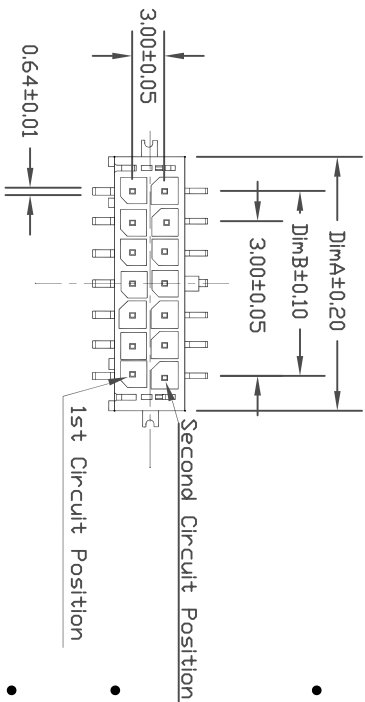 DimA±0.20
DimB±0.10
3.00±0.05
3.00±0.05
0.64±0.01
Second Circuit Position
1st Circuit Position